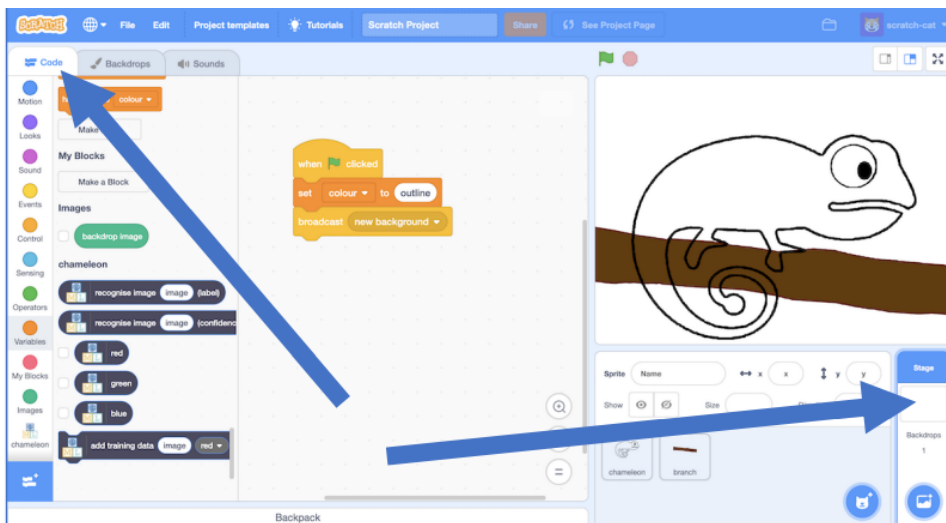 SCRATCH File Edit Project templates Tutorials Scratch Project Share See Project Page scratch-cat
Code Backdrops Sounds
Motion
Looks
Sound
Events
Control
Sensing
Operators
Variables
My Blocks
Images
chameleon
colour
Make
My Blocks
Make a Block
Images
backdrop image
chameleon
recognise image image (label)
recognise image image
red
green
blue
add training data image red
when clicked
set colour to outline
broadcast new background
Sprite Name x x y y
Show Size
chameleon branch
Stage
Backdrops
1
Backpack